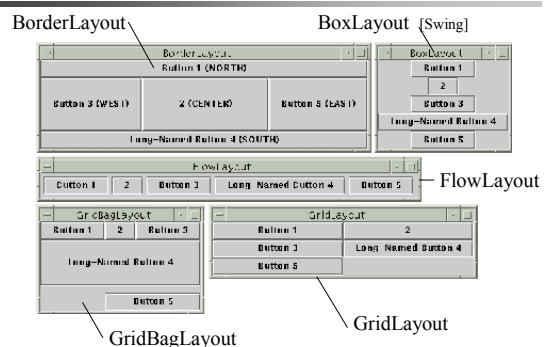 BorderLayout
BoxLayout [Swing]
BorderLayout
Button 1 (NORTH)
Button 3 (WEST) 2 (CENTER) Button 5 (EAST)
Long-Named Button 4 (SOUTH)
BoxLayout
Button 1
2
Button 3
Long-Named Button 4
Button 5
FlowLayout
Button 1 2 Button 3 Long-Named Button 4 Button 5
FlowLayout
GridBagLayout
Button 1 2 Button 3
Long-Named Button 4
Button 5
GridLayout
Button 1 2
Button 3 Long-Named Button 4
Button 5
GridBagLayout
GridLayout